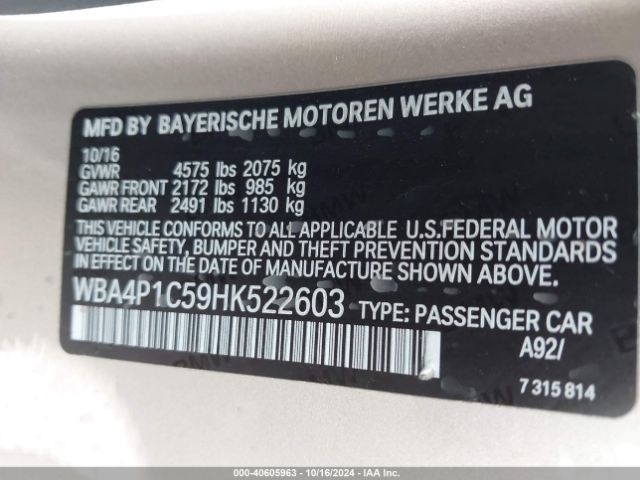 MFD BY BAYERISCHE MOTOREN WERKE AG
10/16
GVWR 4575 lbs 2075 kg
GAWR FRONT 2172 lbs 985 kg
GAWR REAR 2491 lbs 1130 kg
THIS VEHICLE CONFORMS TO ALL APPLICABLE U.S.FEDERAL MOTOR
VEHICLE SAFETY, BUMPER AND THEFT PREVENTION STANDARDS
IN EFFECT ON THE DATE OF MANUFACTURE SHOWN ABOVE.
WBA4P1C59HK522603 TYPE: PASSENGER CAR
A92/
7 315 814
000-40605963 - 10/16/2024 - IAA Inc.